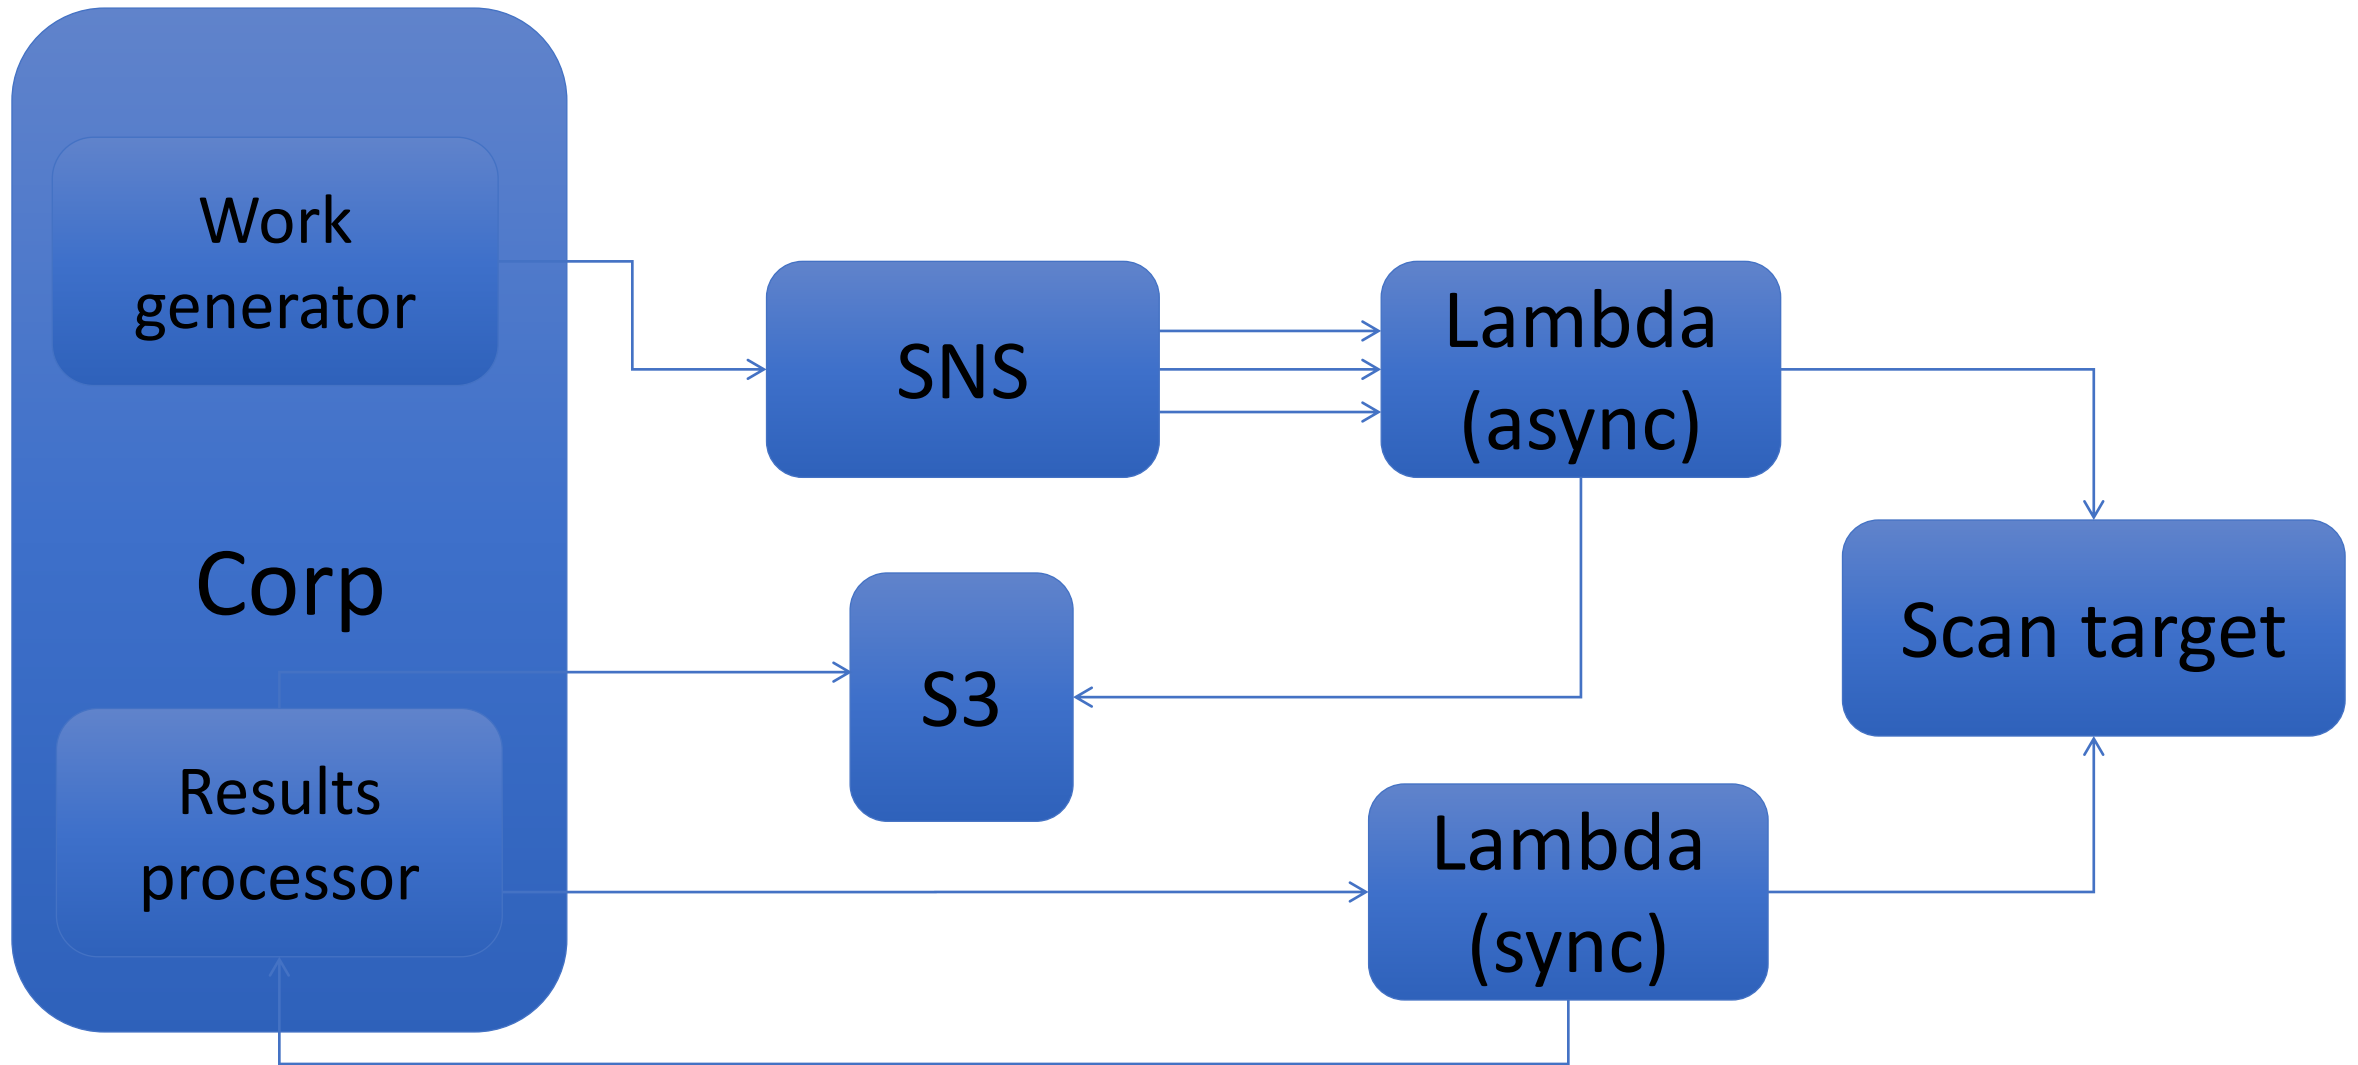 Work
generator
SNS
Lambda
(async)
Corp
S3
Scan target
Results
processor
Lambda
(sync)